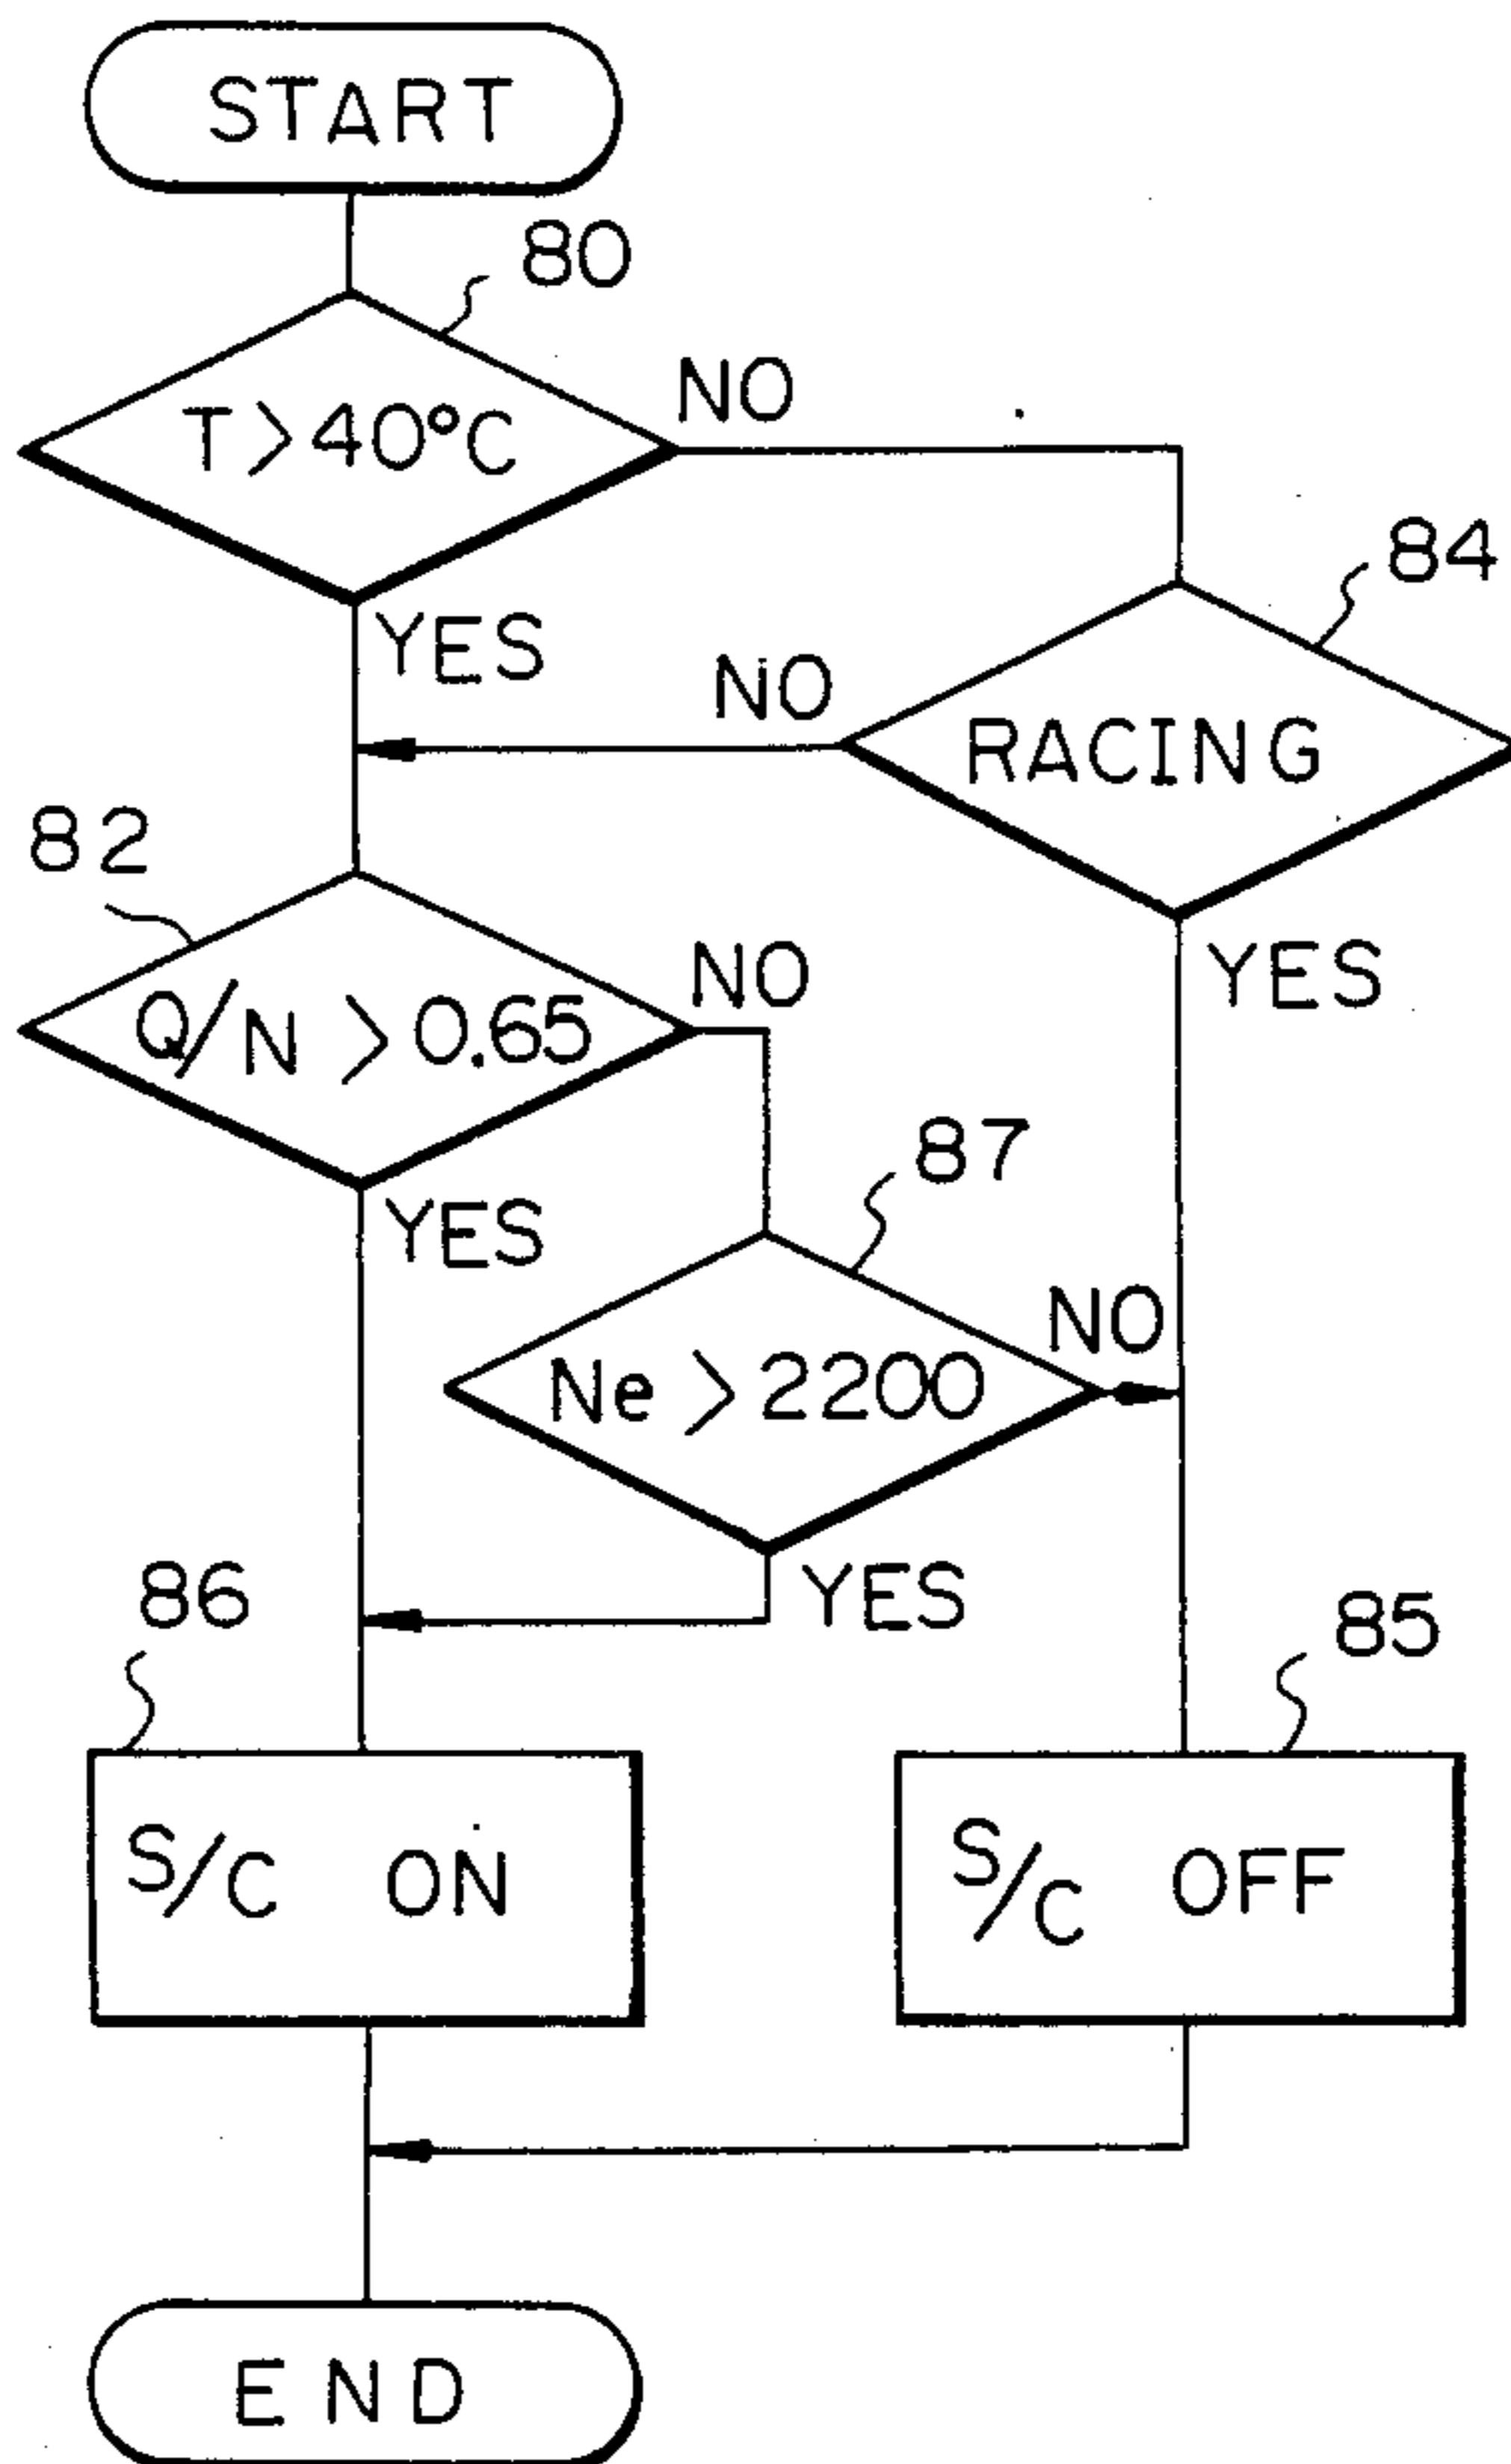 START
80
T>40°C
NO
84
YES
NO
RACING
82
YES
Q/N >0.65
NO
87
YES
Ne >2200
NO
86
YES
85
S/C ON
S/C OFF
END